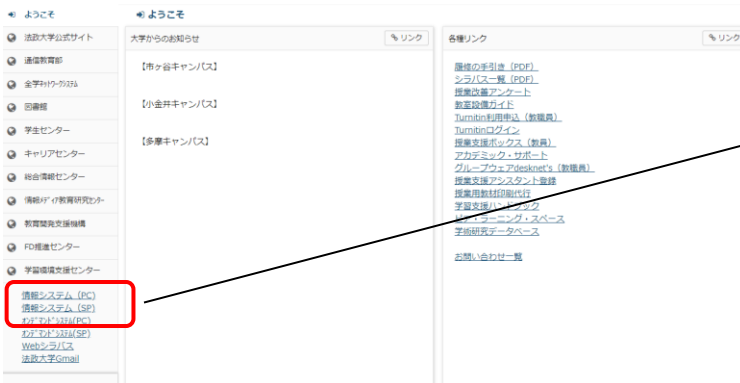 ようこそ
法政大学公式サイト
通信教育部
全学ネットワークシステム
図書館
学生センター
キャリアセンター
総合情報センター
情報メディア教育研究センター
教育開発支援機構
FD推進センター
学習環境支援センター
情報システム (PC)
情報システム (SP)
オンデマンドシステム(PC)
オンデマンドシステム(SP)
Webシラバス
法政大学Gmail
ようこそ
大学からのお知らせ
リンク
【市ヶ谷キャンパス】
【小金井キャンパス】
【多摩キャンパス】
各種リンク
リンク
履修の手引き (PDF)
シラバス一覧 (PDF)
授業改善アンケート
教室設備ガイド
Turnitin利用申込 (教職員)
Turnitinログイン
授業支援ボックス (教員)
アカデミック・サポート
グループウェアdesknet's (教職員)
授業支援アシスタント登録
授業用教材印刷代行
学習支援ハンドブック
ピア・ラーニング・スペース
学術研究データベース
お問い合わせ一覧